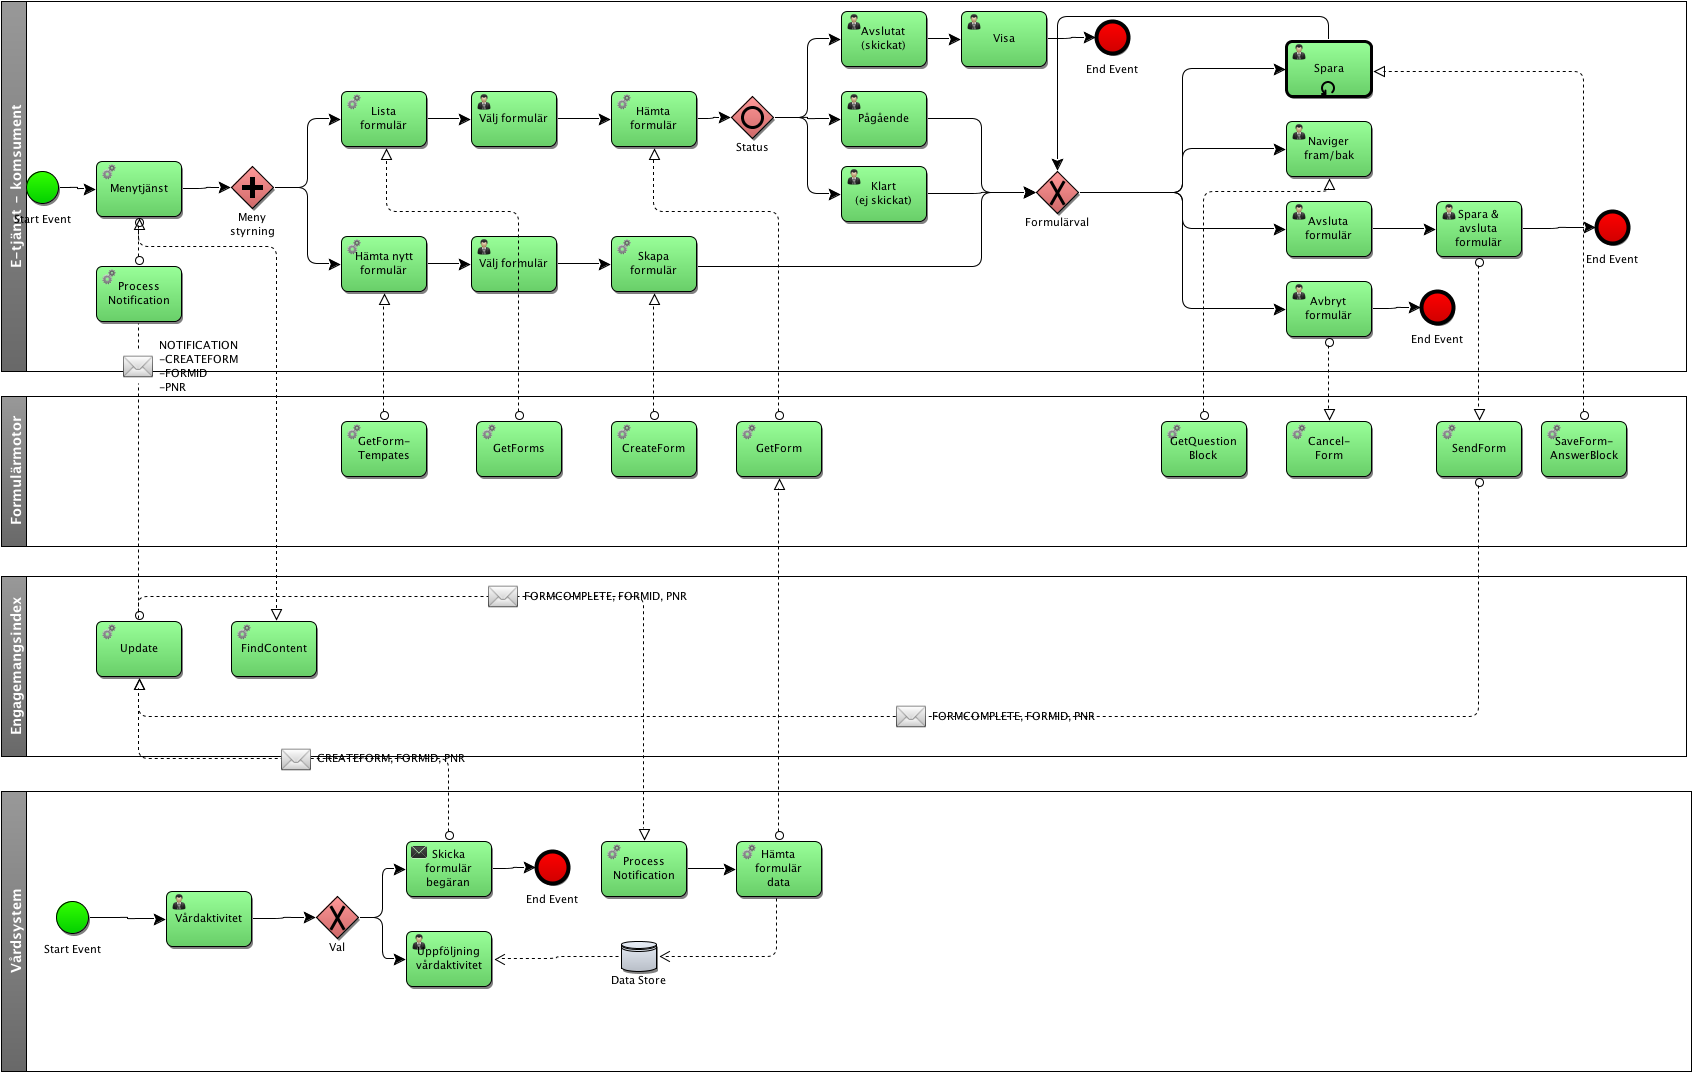 E-tjänst - komsument
Start Event
Menytjänst
Process
Notification
NOTIFICATION
-CREATEFORM
-FORMID
-PNR
Meny
styrning
Lista
formulär
Välj formulär
Hämta
formulär
Status
Hämta nytt
formulär
Välj formulär
Skapa
formulär
Avslutat
(skickat)
Visa
End Event
Pågående
Klart
(ej skickat)
Formulärval
Spara
Naviger
fram/bak
Avsluta
formulär
Spara &
avsluta
formulär
End Event
Avbryt
formulär
End Event
Formulärmotor
GetForm-
Tempates
GetForms
CreateForm
GetForm
GetQuestion
Block
Cancel-
Form
SendForm
SaveForm-
AnswerBlock
Engagemangsindex
FORMCOMPLETE, FORMID, PNR
Update
FindContent
FORMCOMPLETE, FORMID, PNR
CREATEFORM, FORMID, PNR
Vårdsystem
Start Event
Vårdaktivitet
Val
Skicka
formulär
begäran
End Event
Process
Notification
Hämta
formulär
data
Uppföljning
vårdaktivitet
Data Store